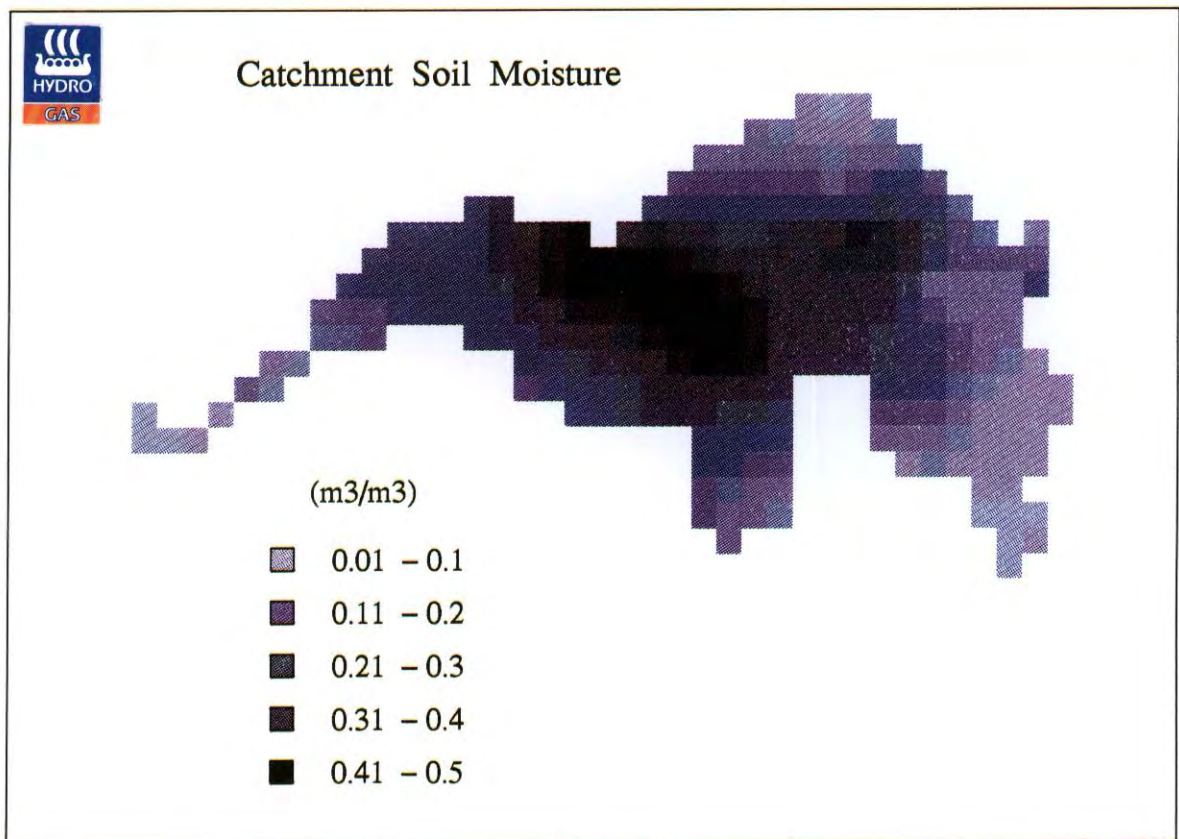 HYDRO
GAS
Catchment Soil Moisture
(m3/m3)
0.01 – 0.1
0.11 – 0.2
0.21 – 0.3
0.31 – 0.4
0.41 – 0.5